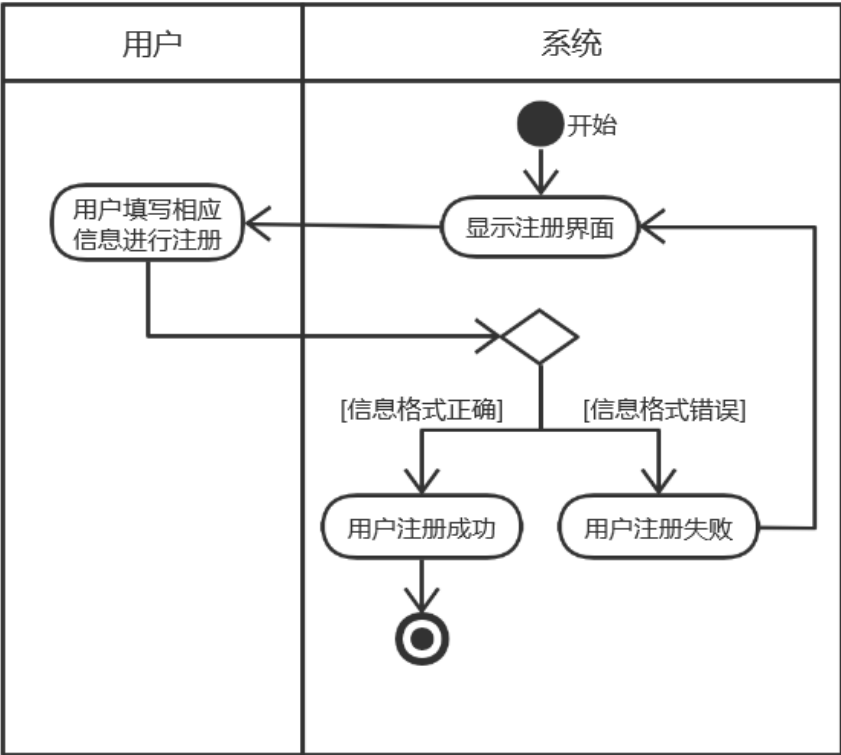 用户
系统
开始
用户填写相应
信息进行注册
显示注册界面
[信息格式正确]
[信息格式错误]
用户注册成功
用户注册失败